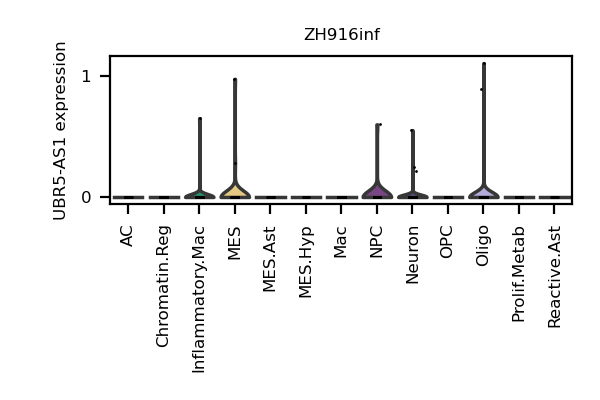 ZH916inf
UBR5-AS1 expression
1
0
AC
Chromatin.Reg
Inflammatory.Mac
MES
MES.Ast
MES.Hyp
Mac
NPC
Neuron
OPC
Oligo
Prolif.Metab
Reactive.Ast